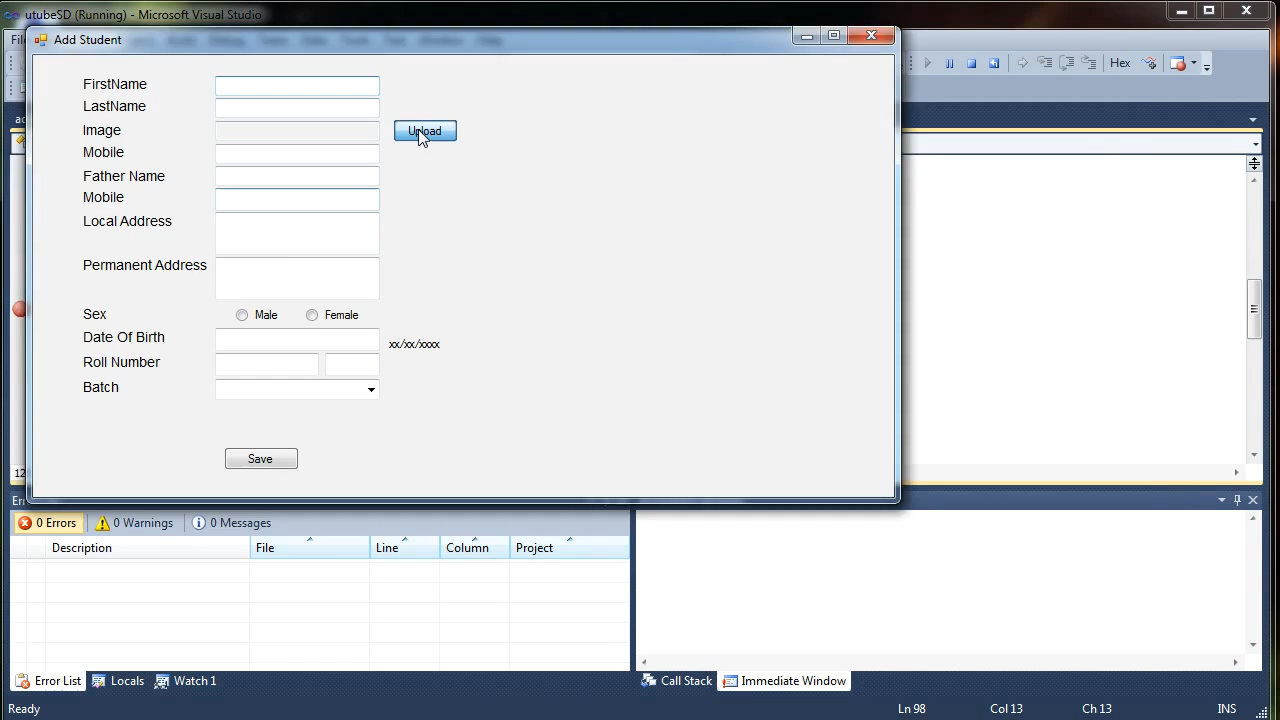 utubeSD (Running) - Microsoft Visual Studio
Add Student
Hex
FirstName
LastName
Image
Upload
Mobile
Father Name
Mobile
Local Address
Permanent Address
Sex
Male
Female
Date Of Birth
xx/xx/xxxx
Roll Number
Batch
Save
0 Errors
0 Warnings
0 Messages
Description
File
Line
Column
Project
Error List
Locals
Watch 1
Call Stack
Immediate Window
Ready
Ln 98
Col 13
Ch 13
INS